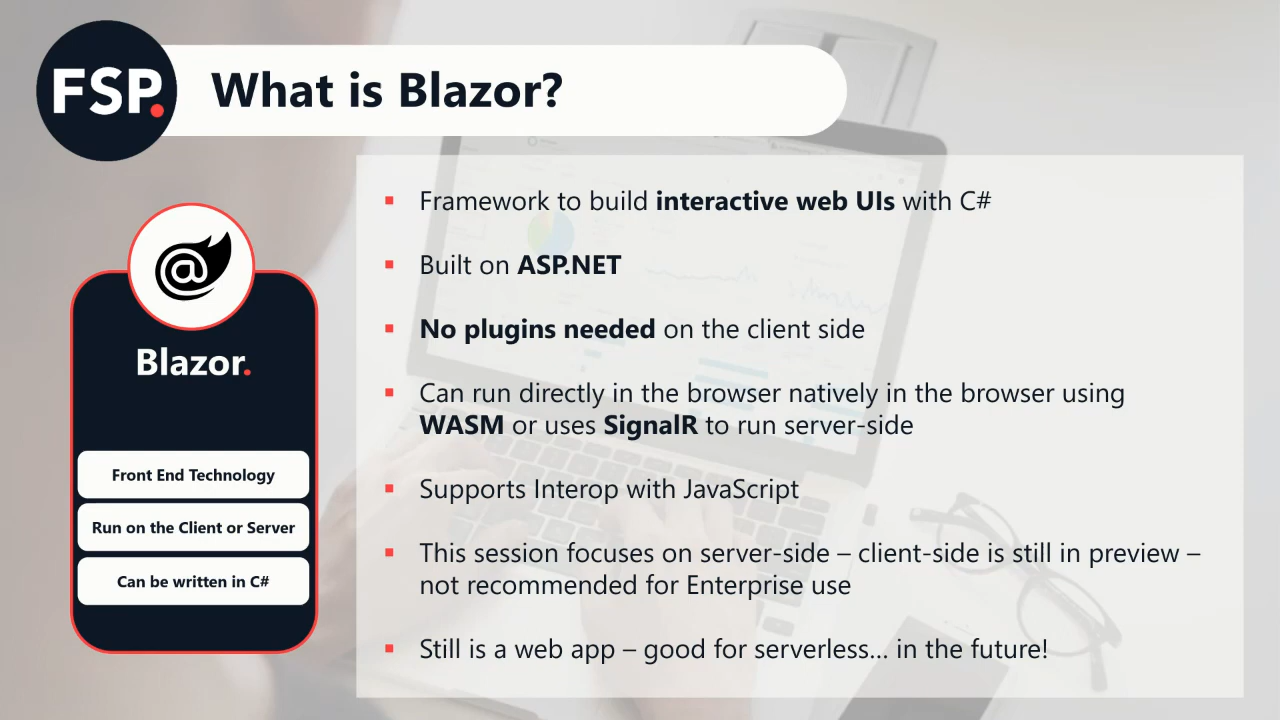 FSP.
What is Blazor?
Blazor.
Front End Technology
Run on the Client or Server
Can be written in C#
▪ Framework to build interactive web UIs with C#
▪ Built on ASP.NET
▪ No plugins needed on the client side
▪ Can run directly in the browser natively in the browser using
WASM or uses SignalR to run server-side
▪ Supports Interop with JavaScript
▪ This session focuses on server-side – client-side is still in preview –
not recommended for Enterprise use
▪ Still is a web app – good for serverless... in the future!